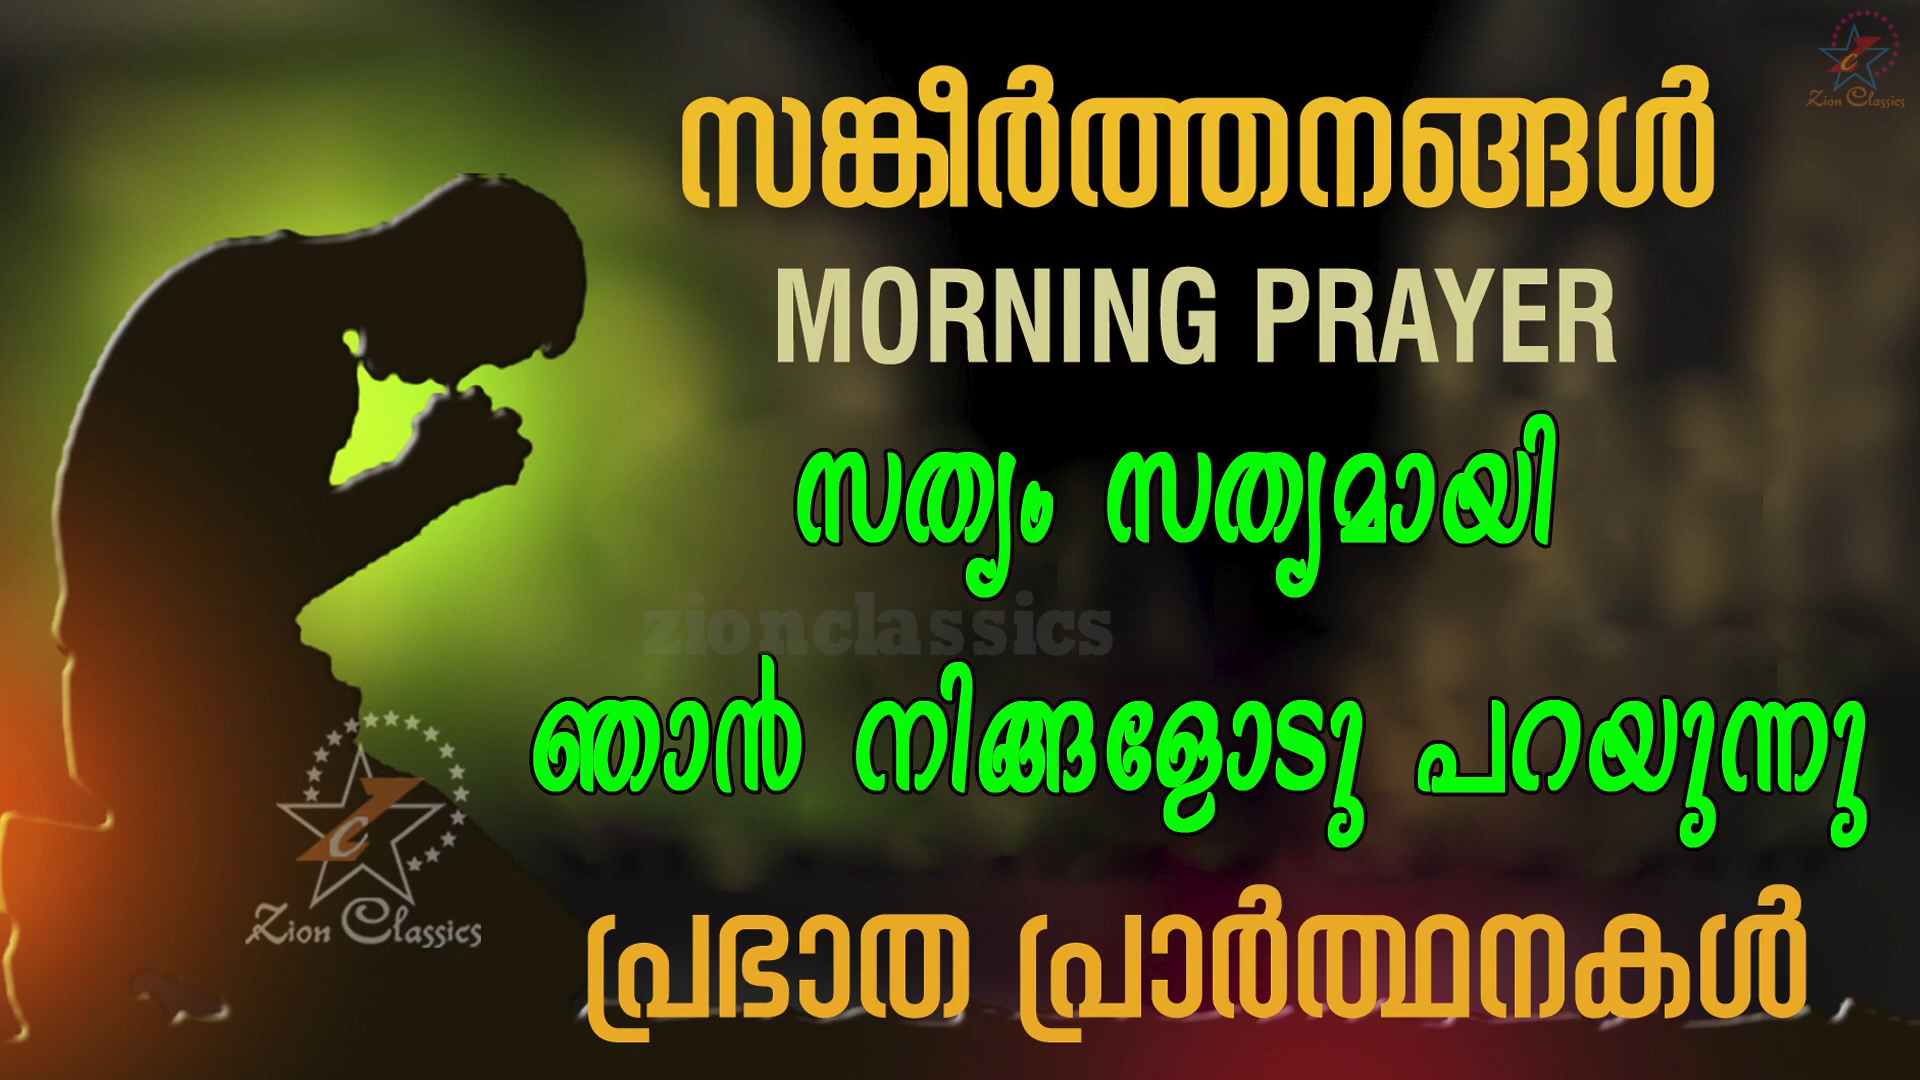 Zion Classics
സങ്കീർത്തനങ്ങൾ
MORNING PRAYER
സത്യം സത്യമായി
zionclassics
ഞാൻ നിങ്ങളോടു പറയുന്നു
Zion Classics
പ്രഭാത പ്രാർത്ഥനകൾ